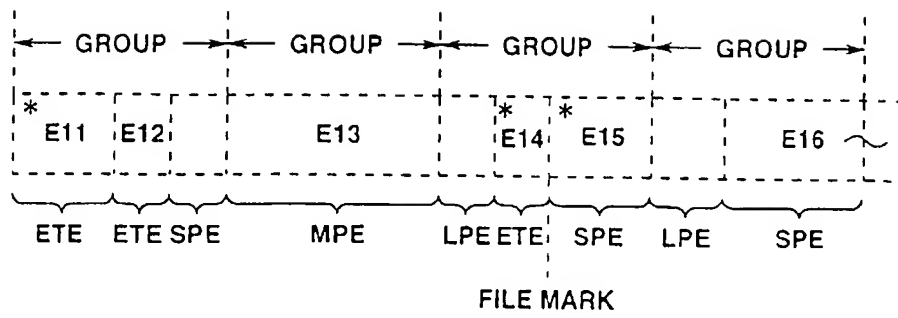 GROUP GROUP GROUP GROUP
* E11 E12 E13 * E14 * E15 E16
ETE ETE SPE MPE LPE ETE SPE LPE SPE
FILE MARK